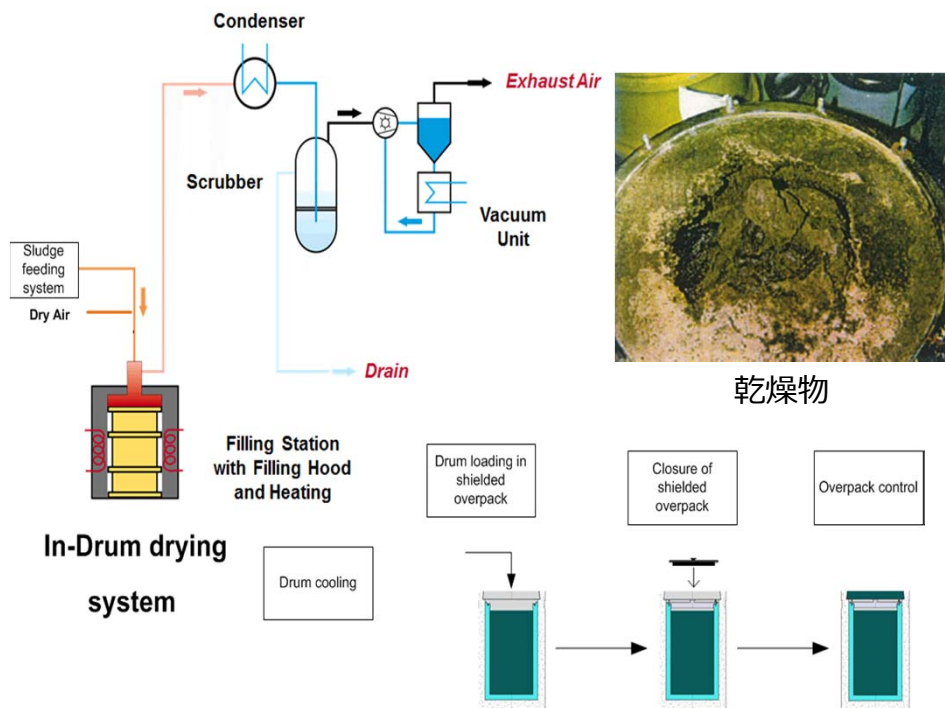 Condenser
Exhaust Air
Scrubber
Vacuum
Unit
Sludge
feeding
system
Dry Air
Drain
乾燥物
Filling Station
with Filling Hood
and Heating
In-Drum drying
system
Drum cooling
Drum loading in
shielded
overpack
Closure of
shielded
overpack
Overpack control